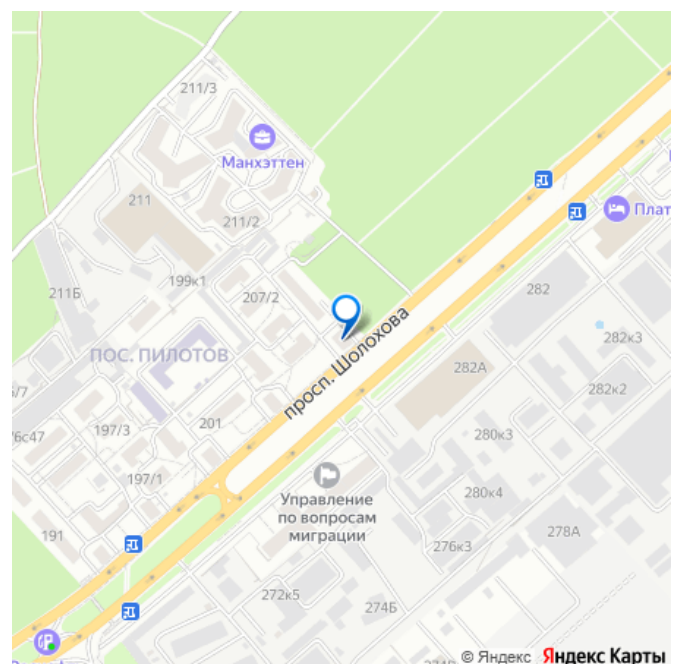 211/3
Манхэттен
211
211/2
Плат
199к1
211Б
207/2
282
ПОС. ПИЛОТОВ
просп. Шолохова
282к3
282А
282к2
/7
6с47
197/3
201
280к3
197/1
Управление
по вопросам
миграции
280к4
191
276к3
278А
272к5
274Б
© Яндекс Яндекс Карты